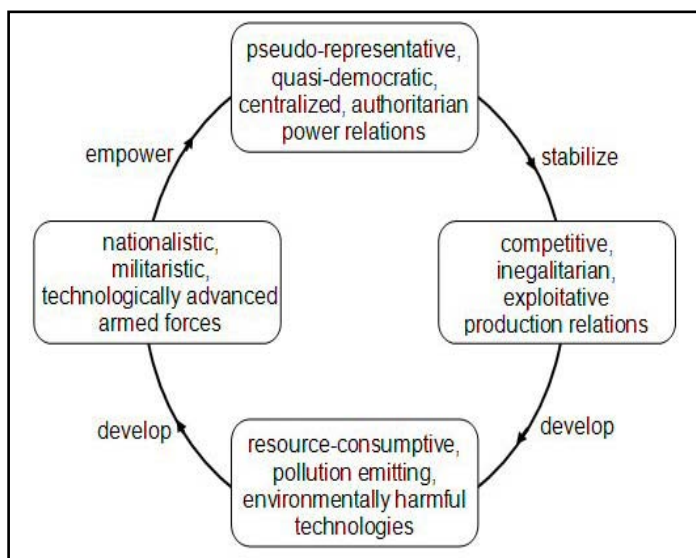 pseudo-representative,
quasi-democratic,
centralized, authoritarian
power relations
empower
stabilize
nationalistic,
militaristic,
technologically advanced
armed forces
competitive,
inegalitarian,
exploitative
production relations
develop
develop
resource-consumptive,
pollution emitting,
environmentally harmful
technologies